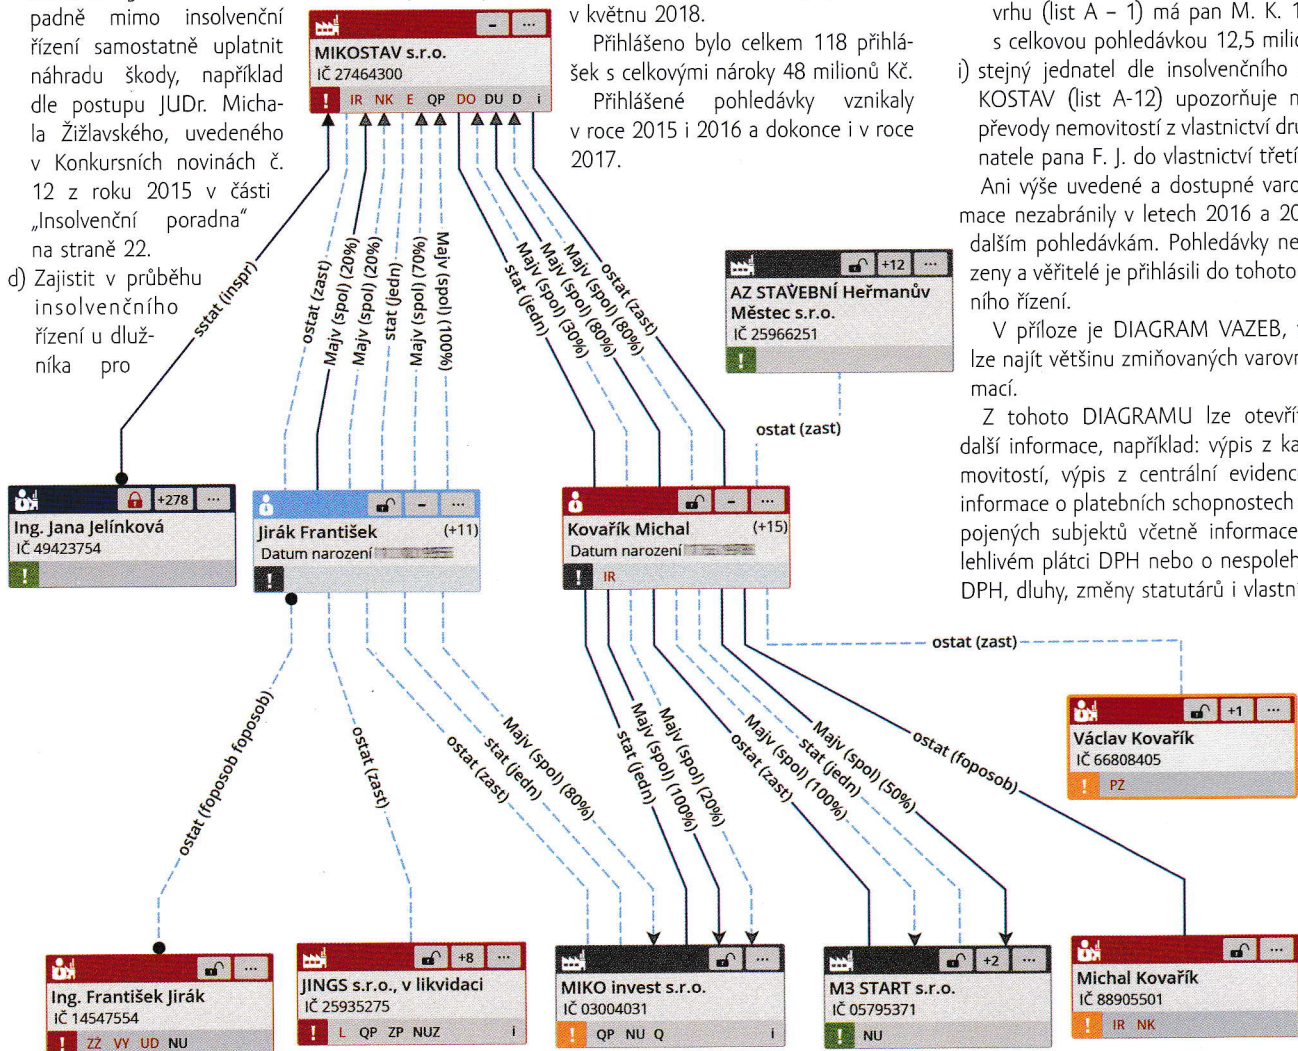 padně mimo insolvenční
řízení samostatně uplatnit
náhradu škody, například
dle postupu JUDr. Micha-
la Žižlavského, uvedeného
v Konkursních novinách č.
12 z roku 2015 v části
„Insolvenční poradna“
na straně 22.
d) Zajistit v průběhu
insolvenčního
řízení u dluž-
níka pro
v květnu 2018.
Přihlášeno bylo celkem 118 přihlá-
šek s celkovými nároky 48 milionů Kč.
Přihlášené pohledávky vznikaly
v roce 2015 i 2016 a dokonce i v roce
2017.
vrhu (list A – 1) má pan M. K. 1
s celkovou pohledávkou 12,5 milio
i) stejný jednatel dle insolvenčního
KOSTAV (list A-12) upozorňuje n
převody nemovitostí z vlastnictví dru
natele pana F. J. do vlastnictví třetí
Ani výše uvedené a dostupné varo
mace nezabránily v letech 2016 a 20
dalším pohledávkám. Pohledávky ne
zeny a věřitelé je přihlásili do tohoto
ního řízení.
V příloze je DIAGRAM VAZEB,
lze najít většinu zmiňovaných varovn
mací.
Z tohoto DIAGRAMU lze otevří
další informace, například: výpis z ka
movitostí, výpis z centrální evidence
informace o platebních schopnostech
pojených subjektů včetně informace
lehlivém plátci DPH nebo o nespoleh
DPH, dluhy, změny statutárů i vlastn
- ...
MIKOSTAV s.r.o.
IČ 27464300
! IR NK E QP DO DU D i
sstat (inspr)
ostat (zast)
Majv (spol) (20%)
Majv (spol) (20%)
stat (jedn)
Majv (spol) (70%)
Majv (spol) (100%)
stat (jedn)
Majv (spol) (30%)
Majv (spol) (80%)
Majv (spol) (80%)
ostat (zast)
+12 ...
AZ STAVEBNÍ Heřmanův
Městec s.r.o.
IČ 25966251
!
ostat (zast)
+278 ...
Ing. Jana Jelínková
IČ 49423754
!
- ...
Jirák František (+11)
Datum narození
!
- ...
Kovařík Michal (+15)
Datum narození
! IR
ostat (foposob foposob)
ostat (zast)
ostat (zast)
stat (jedn)
Majv (spol) (80%)
stat (jedn)
Majv (spol) (100%)
Majv (spol) (20%)
ostat (zast)
Majv (spol) (100%)
stat (jedn)
Majv (spol) (50%)
ostat (foposob)
ostat (zast)
+1 ...
Václav Kovařík
IČ 66808405
! PŽ
...
Ing. František Jirák
IČ 14547554
! ZŽ VY UD NU
+8 ...
JINGS s.r.o., v likvidaci
IČ 25935275
! L QP ZP NUZ i
...
MIKO invest s.r.o.
IČ 03004031
! QP NU Q i
+2 ...
M3 START s.r.o.
IČ 05795371
! NU
...
Michal Kovařík
IČ 88905501
! IR NK